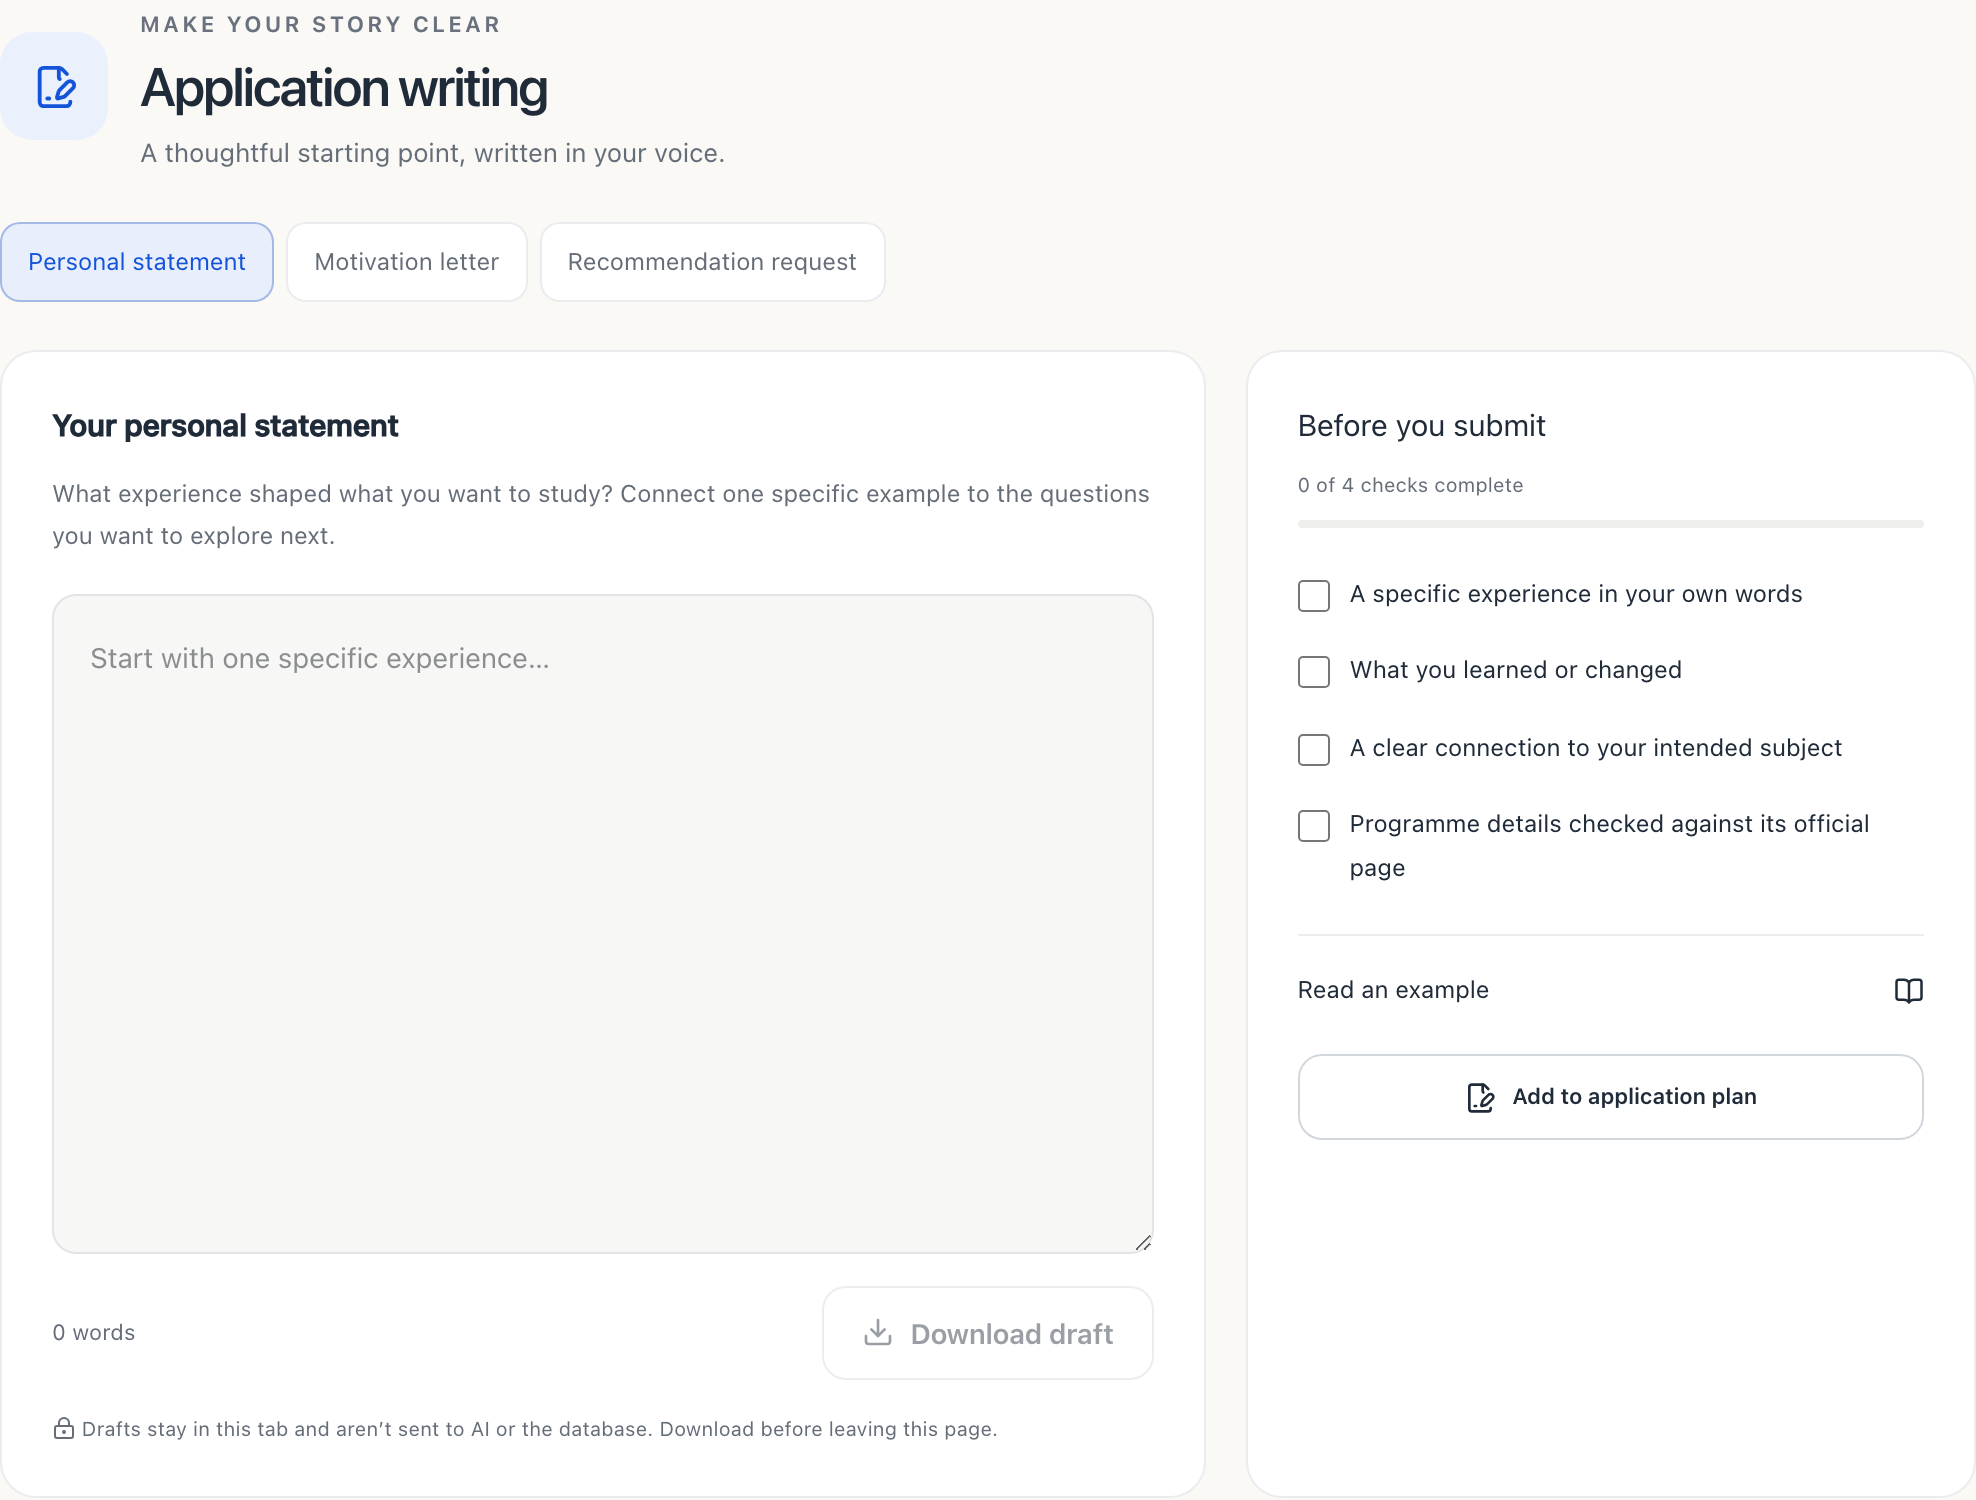 MAKE YOUR STORY CLEAR
Application writing
A thoughtful starting point, written in your voice.
Personal statement
Motivation letter
Recommendation request
Your personal statement
What experience shaped what you want to study? Connect one specific example to the questions
you want to explore next.
Start with one specific experience...
0 words
Download draft
Drafts stay in this tab and aren’t sent to AI or the database. Download before leaving this page.
Before you submit
0 of 4 checks complete
A specific experience in your own words
What you learned or changed
A clear connection to your intended subject
Programme details checked against its official
page
Read an example
Add to application plan